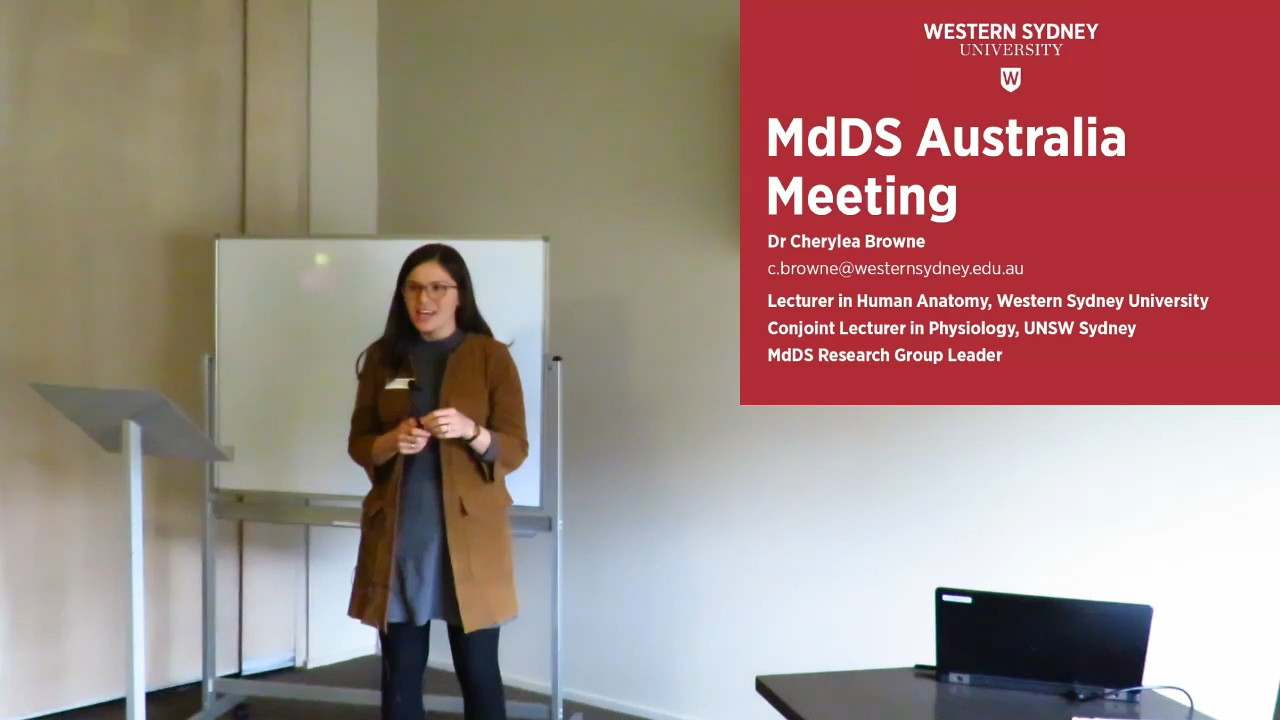 WESTERN SYDNEY
UNIVERSITY
W
MdDS Australia
Meeting
Dr Cherylea Browne
c.browne@westernsydney.edu.au
Lecturer in Human Anatomy, Western Sydney University
Conjoint Lecturer in Physiology, UNSW Sydney
MdDS Research Group Leader